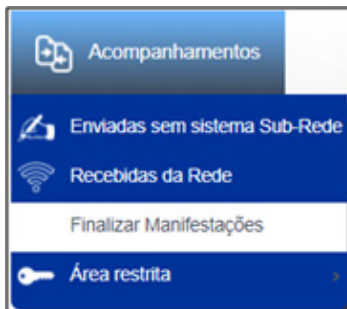 Acompanhamentos
Enviadas sem sistema Sub-Rede
Recebidas da Rede
Finalizar Manifestações
Área restrita